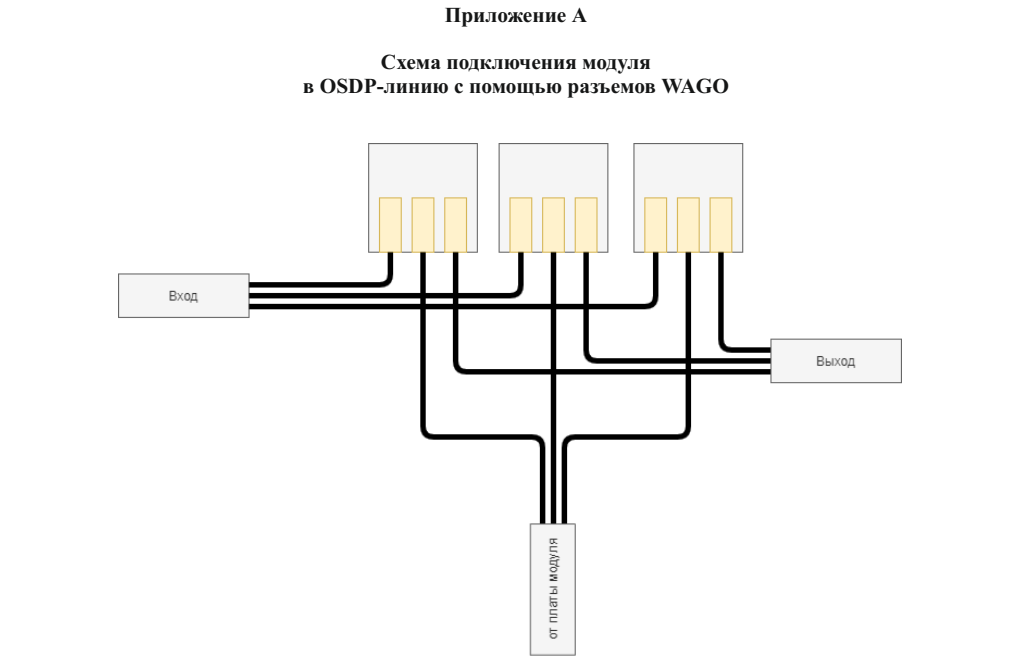 Приложение А
Схема подключения модуля
в OSDP-линию с помощью разъемов WAGO
Вход
Выход
от платы модуля